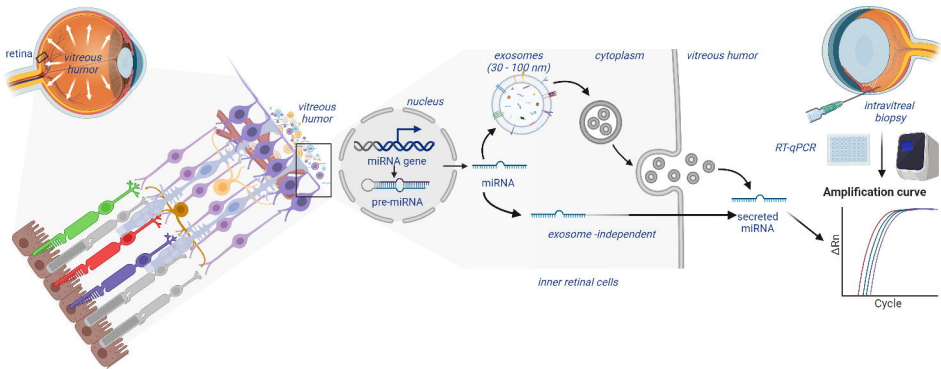 retina
vitreous
humor
vitreous
humor
nucleus
miRNA gene
pre-miRNA
exosomes
(30 - 100 nm)
cytoplasm
vitreous humor
miRNA
exosome -independent
inner retinal cells
secreted
miRNA
intravitreal
biopsy
RT-qPCR
Amplification curve
ΔRn
Cycle